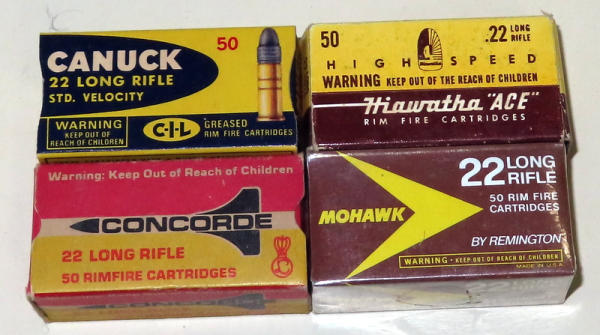 CANUCK
50
22 LONG RIFLE
STD. VELOCITY
WARNING
KEEP OUT OF
REACH OF CHILDREN
C-I-L
GREASED
RIM FIRE CARTRIDGES
50
.22 LONG
RIFLE
HIGH SPEED
WARNING KEEP OUT OF THE REACH OF CHILDREN
Hiawatha "ACE"
RIM FIRE CARTRIDGES
Warning: Keep Out of Reach of Children
CONCORDE
22 LONG RIFLE
50 RIMFIRE CARTRIDGES
CONCORDE
22 LONG
RIFLE
50 RIM FIRE
CARTRIDGES
MOHAWK
BY REMINGTON
WARNING - KEEP OUT OF REACH OF CHILDREN
MADE IN U.S.A.